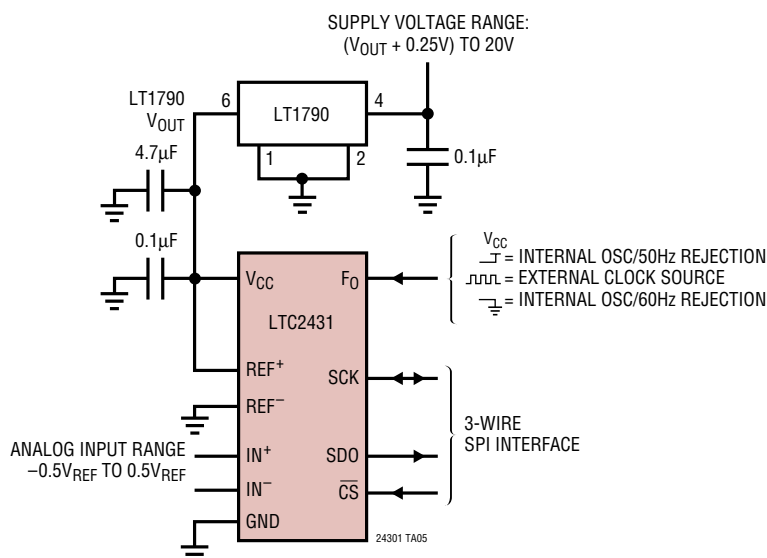 SUPPLY VOLTAGE RANGE:
(VOUT + 0.25V) TO 20V
LT1790
VOUT
6
LT1790
4
1
2
4.7µF
0.1µF
0.1µF
VCC
FO
VCC
= INTERNAL OSC/50Hz REJECTION
= EXTERNAL CLOCK SOURCE
= INTERNAL OSC/60Hz REJECTION
LTC2431
REF+
SCK
REF−
3-WIRE
SPI INTERFACE
ANALOG INPUT RANGE
−0.5VREF TO 0.5VREF
IN+
SDO
IN−
CS
GND
24301 TA05